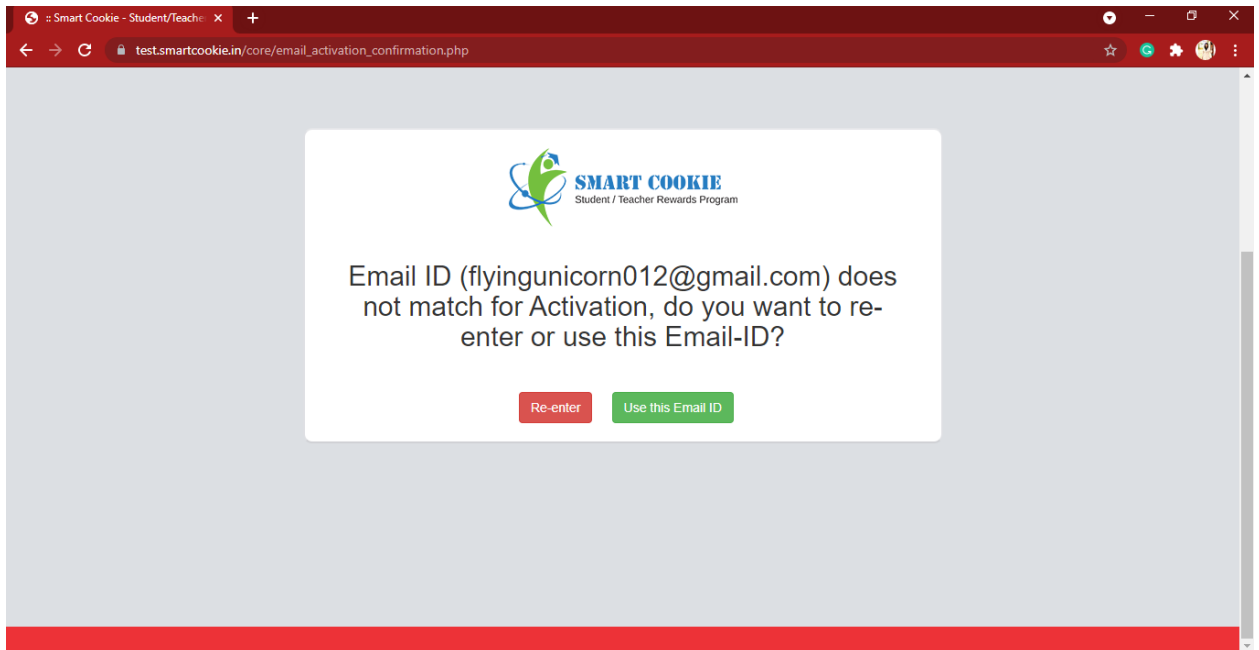 :: Smart Cookie - Student/Teache
test.smartcookie.in/core/email_activation_confirmation.php
SMART COOKIE
Student / Teacher Rewards Program
Email ID (flyingunicorn012@gmail.com) does
not match for Activation, do you want to re-
enter or use this Email-ID?
Re-enter
Use this Email ID